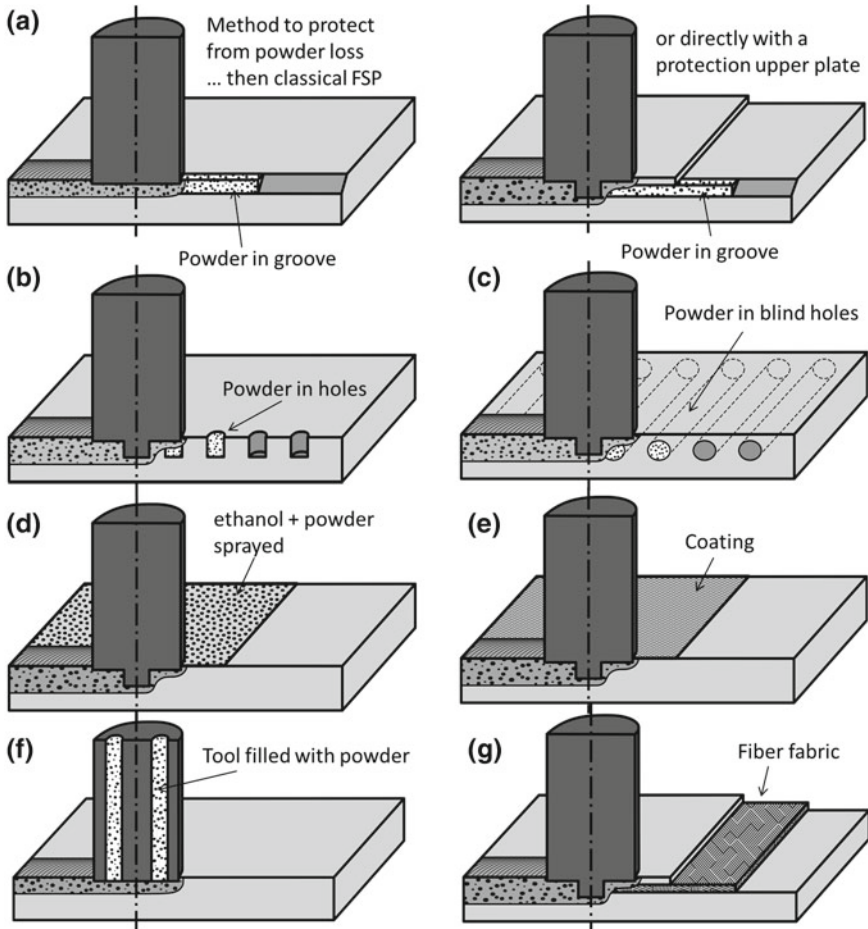 (a)
Method to protect
from powder loss
... then classical FSP
or directly with a
protection upper plate
Powder in groove
Powder in groove
(b)
Powder in holes
(c)
Powder in blind holes
(d)
ethanol + powder
sprayed
(e)
Coating
(f)
Tool filled with powder
(g)
Fiber fabric